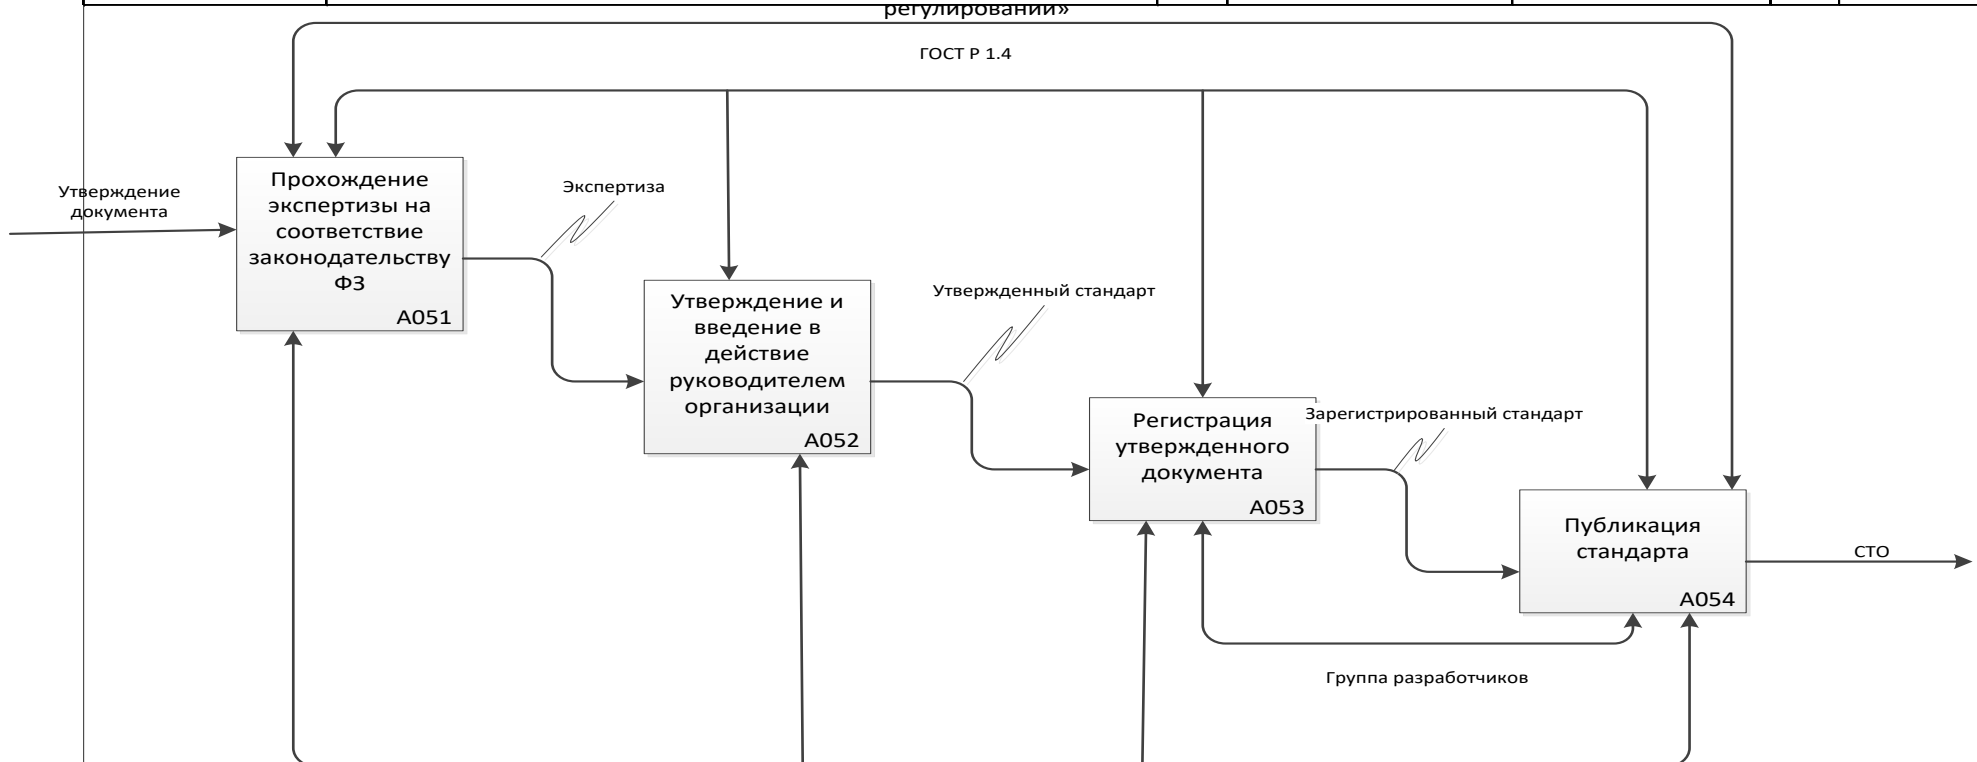 регулировании»
ГОСТ Р 1.4
Утверждение
документа
Прохождение
экспертизы на
соответствие
законодательству
ФЗ
А051
Экспертиза
Утверждение и
введение в
действие
руководителем
организации
А052
Утвержденный стандарт
Регистрация
утвержденного
документа
А053
Зарегистрированный стандарт
Публикация
стандарта
А054
СТО
Группа разработчиков